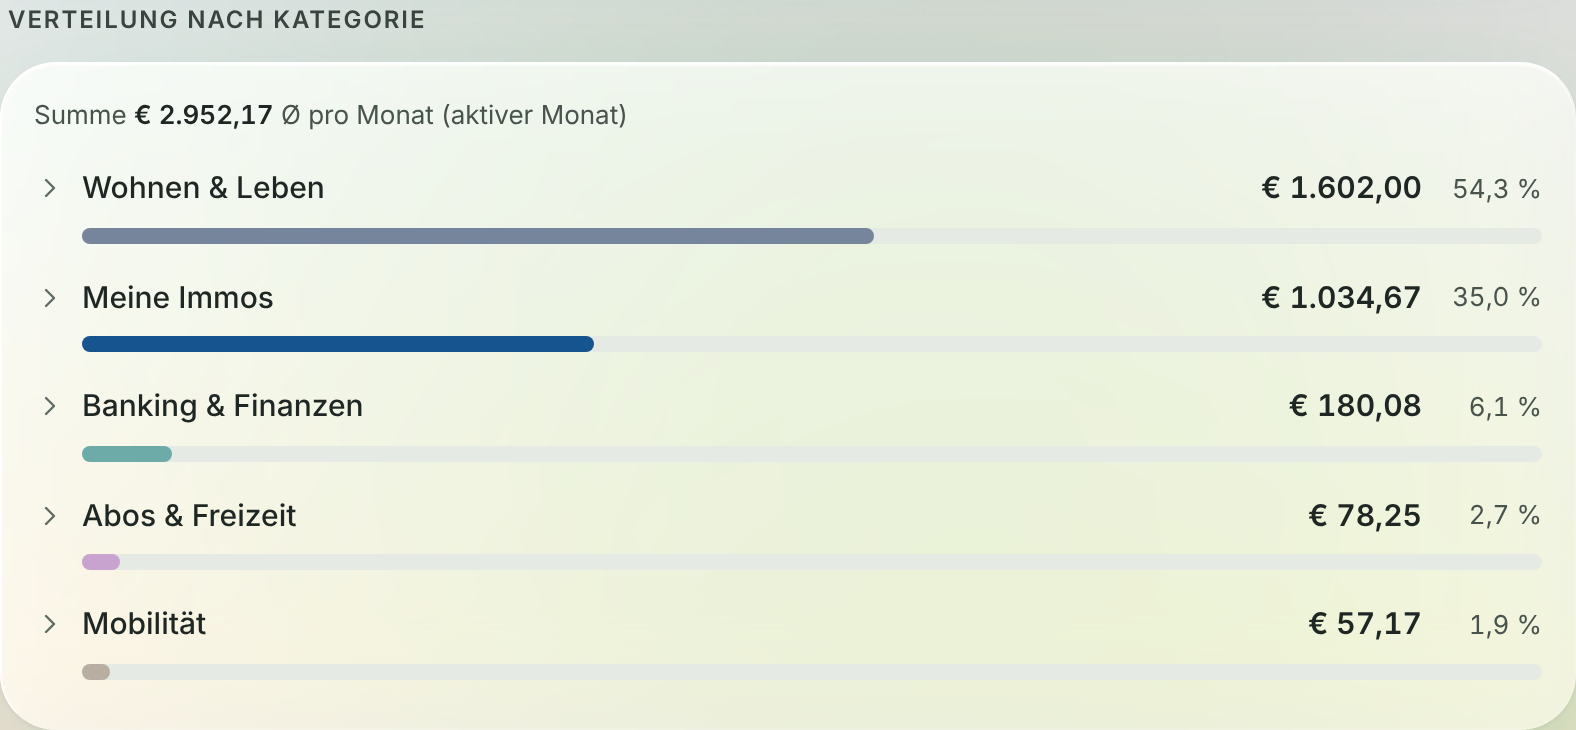 VERTEILUNG NACH KATEGORIE
Summe € 2.952,17 Ø pro Monat (aktiver Monat)
Wohnen & Leben € 1.602,00 54,3 %
Meine Immos € 1.034,67 35,0 %
Banking & Finanzen € 180,08 6,1 %
Abos & Freizeit € 78,25 2,7 %
Mobilität € 57,17 1,9 %